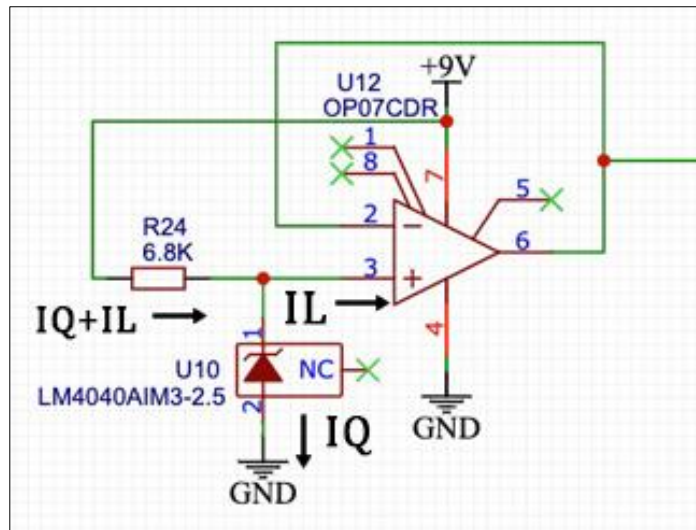 +9V
U12
OP07CDR
1
8
7
5
2
6
R24
6.8K
3
IQ+IL
IL
1
4
U10
NC
LM4040AIM3-2.5
2
GND
IQ
GND